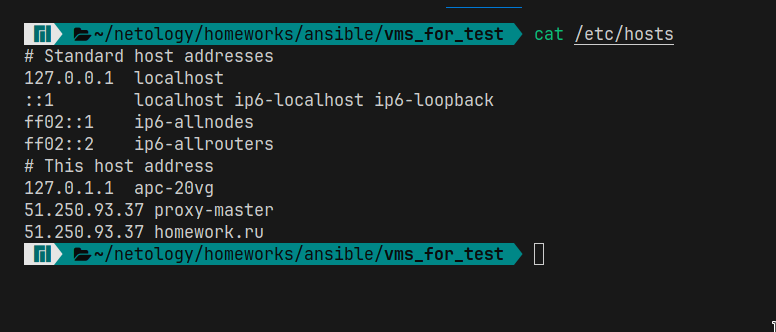 ~/netology/homeworks/ansible/vms_for_test cat /etc/hosts
# Standard host addresses
127.0.0.1  localhost
::1        localhost ip6-localhost ip6-loopback
ff02::1    ip6-allnodes
ff02::2    ip6-allrouters
# This host address
127.0.1.1  apc-20vg
51.250.93.37 proxy-master
51.250.93.37 homework.ru
~/netology/homeworks/ansible/vms_for_test